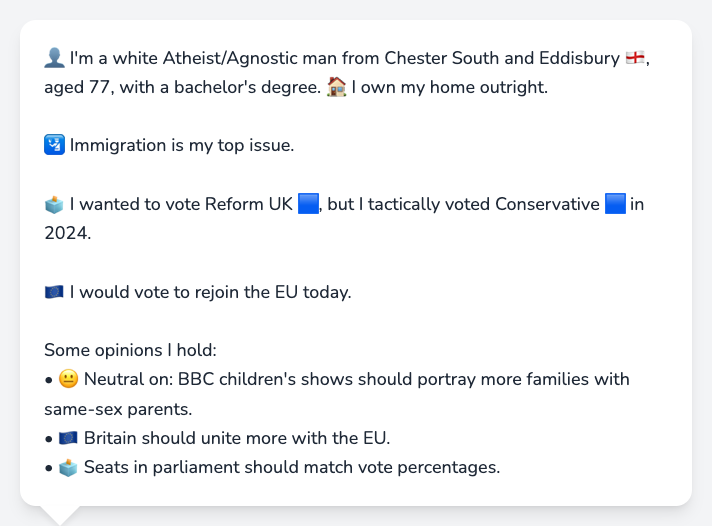 👤 I'm a white Atheist/Agnostic man from Chester South and Eddisbury 🏴󠁧󠁢󠁥󠁮󠁧󠁿,
aged 77, with a bachelor's degree. 🏠 I own my home outright.
🛂 Immigration is my top issue.
🗳️ I wanted to vote Reform UK 🟦, but I tactically voted Conservative 🟦 in
2024.
🇪🇺 I would vote to rejoin the EU today.
Some opinions I hold:
• 😐 Neutral on: BBC children's shows should portray more families with
same-sex parents.
• 🇪🇺 Britain should unite more with the EU.
• 🗳️ Seats in parliament should match vote percentages.